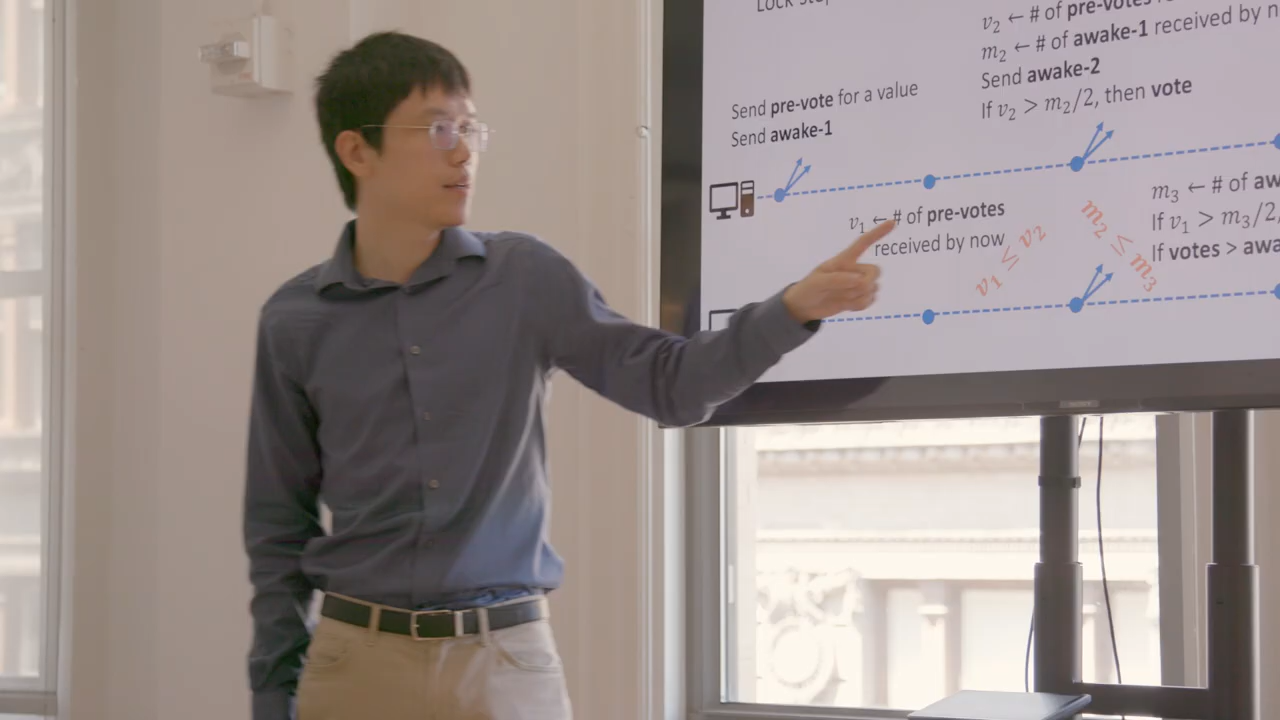 Lock step
v₂ ← # of pre-votes
m₂ ← # of awake-1 received by
Send awake-2
If v₂ > m₂/2, then vote
Send pre-vote for a value
Send awake-1
v₁ ← # of pre-votes
received by now
v₁ ≤ v₂
m₂ ≤ m₃
m₃ ← # of
If v₁ > m₃/2,
If votes >
SONY